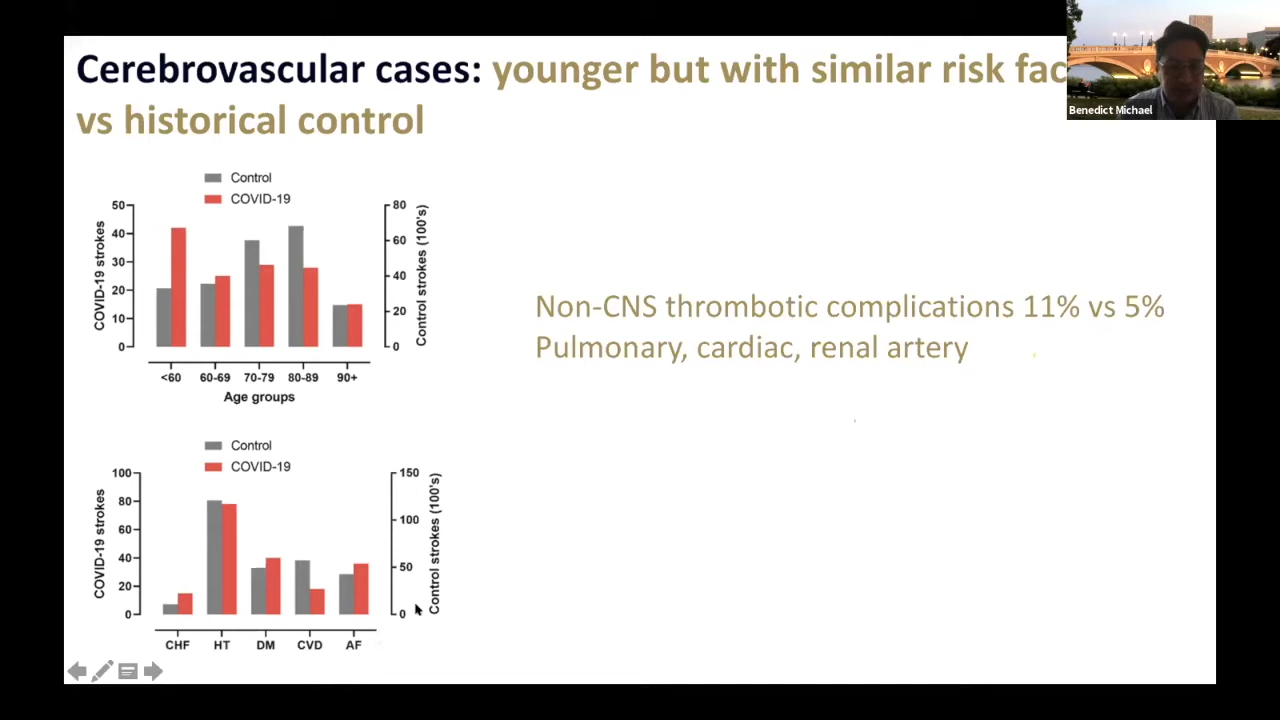 Cerebrovascular cases: younger but with similar risk fac
vs historical control
Benedict Michael
Control
COVID-19
50
40
30
20
10
0
COVID-19 strokes
80
60
40
20
0
Control strokes (100's)
<60 60-69 70-79 80-89 90+
Age groups
Non-CNS thrombotic complications 11% vs 5%
Pulmonary, cardiac, renal artery
Control
COVID-19
100
80
60
40
20
0
COVID-19 strokes
150
100
50
0
Control strokes (100's)
CHF HT DM CVD AF